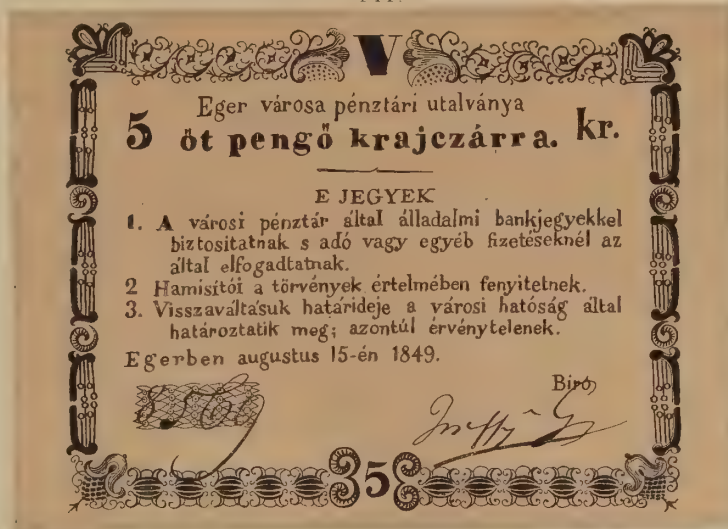 V
Eger városa pénztári utalványa
5 öt pengő krajczárra. kr.
E JEGYEK
1. A városi pénztár által álladalmi bankjegyekkel
biztositatnak s adó vagy egyéb fizetéseknél az
által elfogadtatnak.
2 Hamisítói a törvények értelmében fenyitetnek.
3. Visszaváltásuk határideje a városi hatóság által
határoztatik meg; azontúl érvénytelenek.
Egerben augustus 15-én 1849.
Biró
5